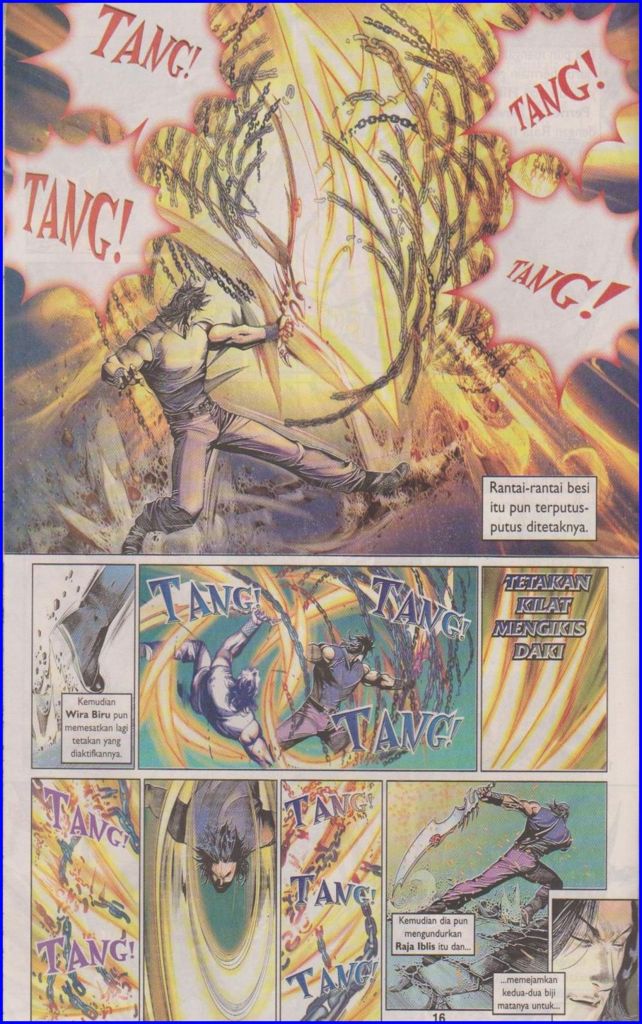 TANG!
TANG!
TANG!
TANG!
Rantai-rantai besi
itu pun terputus-
putus ditetaknya.
Kemudian
Wira Biru pun
memesatkan lagi
tetakan yang
diaktifkannya.
TANG!
TANG!
TANG!
TETAKAN
KILAT
MENGIKIS
DAKI
TANG!
TANG!
TANG!
TANG!
TANG!
Kemudian dia pun
mengundurkan
Raja Iblis itu dan...
...memejamkan
kedua-dua biji
matanya untuk...
16